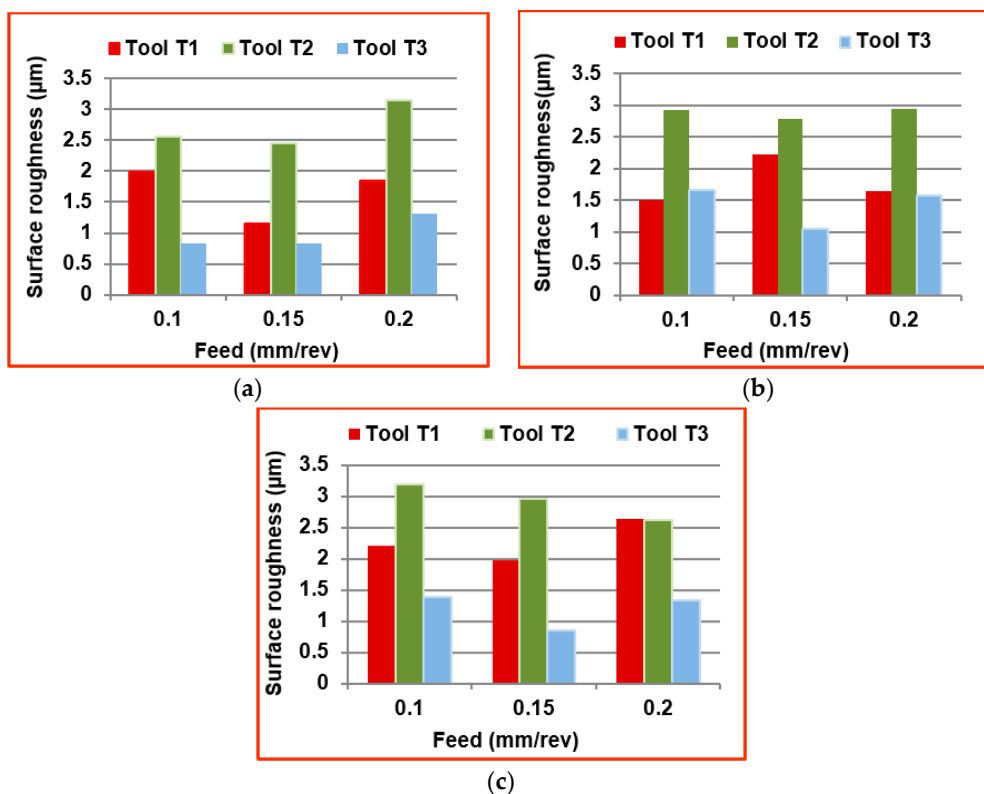 Tool T1 Tool T2 Tool T3
3.5
3
2.5
2
1.5
1
0.5
0
Surface roughness (µm)
0.1 0.15 0.2
Feed (mm/rev)
(a)
Tool T1 Tool T2 Tool T3
3.5
3
2.5
2
1.5
1
0.5
0
Surface roughness(µm)
0.1 0.15 0.2
Feed (mm/rev)
(b)
Tool T1 Tool T2 Tool T3
3.5
3
2.5
2
1.5
1
0.5
0
Surface roughness (µm)
0.1 0.15 0.2
Feed (mm/rev)
(c)